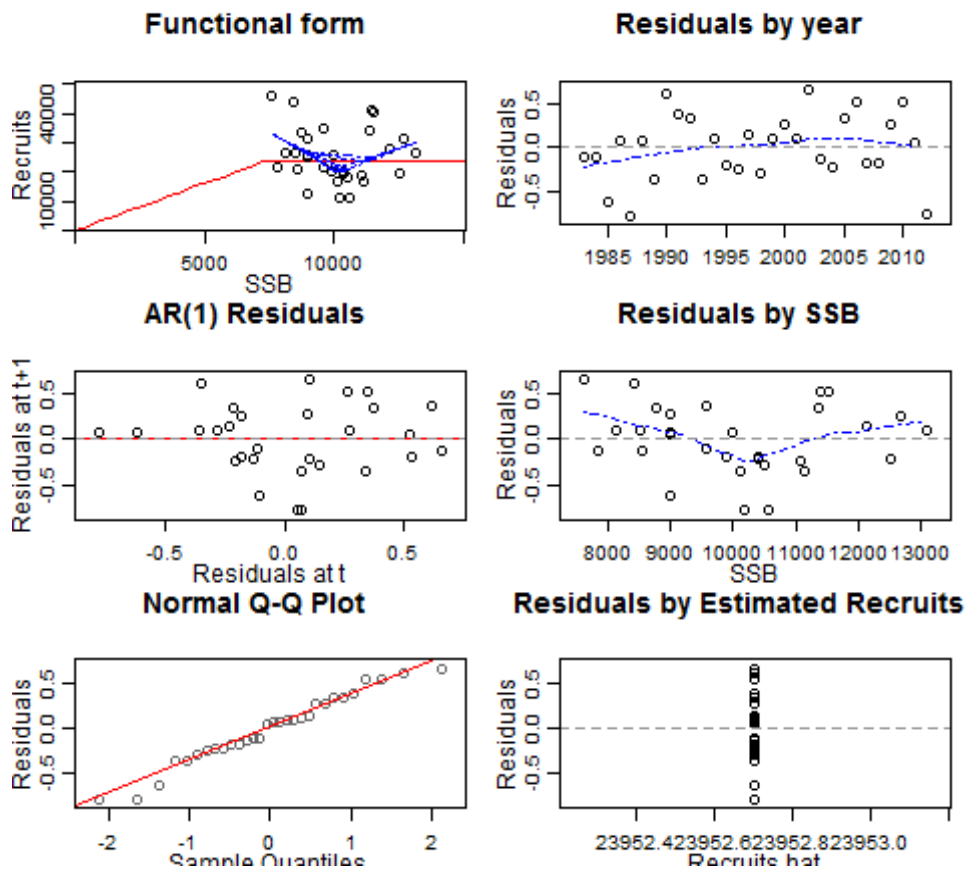 Functional form
Recruits
10000
40000
5000
10000
SSB
Residuals by year
Residuals
-0.5
0.0
0.5
1985
1990
1995
2000
2005
2010
AR(1) Residuals
Residuals at t+1
-0.5
0.0
0.5
-0.5
0.0
0.5
Residuals at t
Residuals by SSB
Residuals
-0.5
0.0
0.5
8000
9000
10000
11000
12000
13000
SSB
Normal Q-Q Plot
Residuals
-0.5
0.0
0.5
-2
-1
0
1
2
Sample Quantiles
Residuals by Estimated Recruits
Residuals
-0.5
0.0
0.5
23952.4
23952.6
23952.8
23953.0
Recruits hat